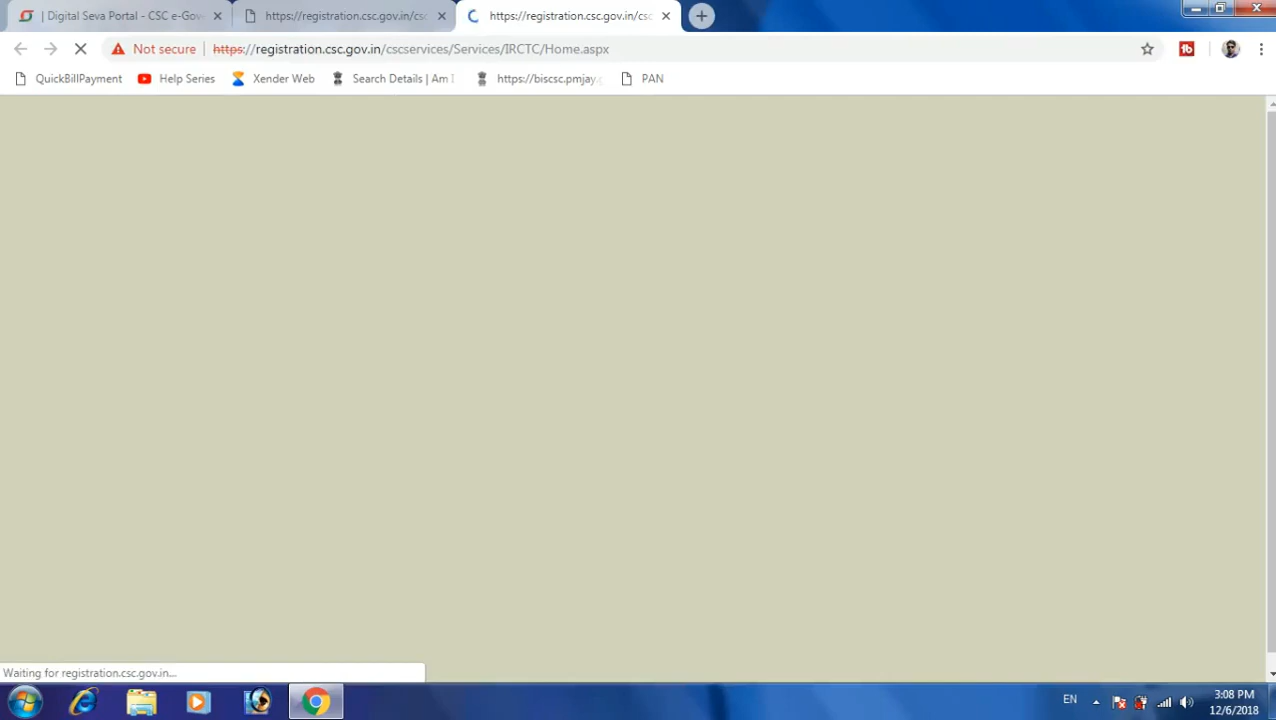 | Digital Seva Portal - CSC e-Gov
https://registration.csc.gov.in/csc
https://registration.csc.gov.in/csc
Not secure
https://registration.csc.gov.in/cscservices/Services/IRCTC/Home.aspx
QuickBillPayment
Help Series
Xender Web
Search Details | Am I
https://biscsc.pmjay.g
PAN
Waiting for registration.csc.gov.in...
EN
3:08 PM
12/6/2018